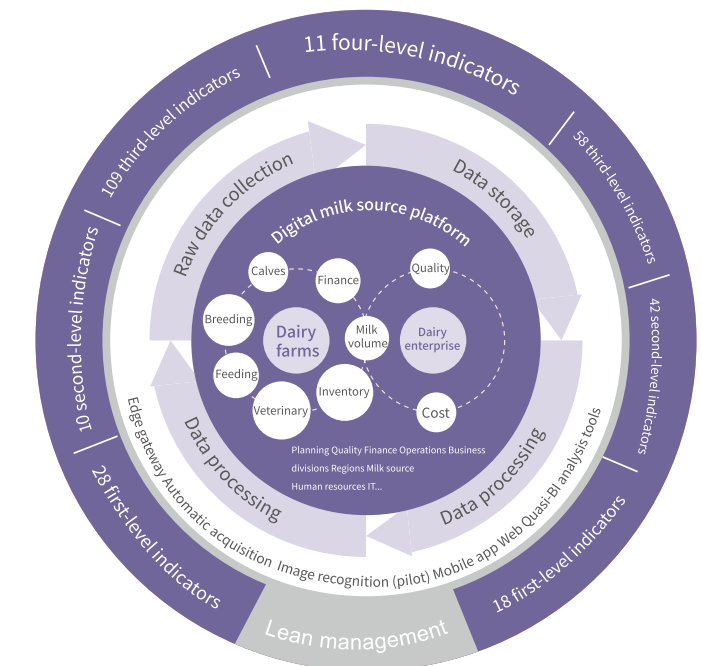 11 four-level indicators
109 third-level indicators
58 third-level indicators
10 second-level indicators
42 second-level indicators
28 first-level indicators
18 first-level indicators
Lean management
Raw data collection
Data storage
Data processing
Data processing
Edge gateway Automatic acquisition Image recognition (pilot) Mobile app Web Quasi-BI analysis tools
Digital milk source platform
Calves
Finance
Quality
Breeding
Dairy
farms
Milk
volume
Dairy
enterprise
Feeding
Inventory
Veterinary
Cost
Planning Quality Finance Operations Business
divisions Regions Milk source
Human resources IT...